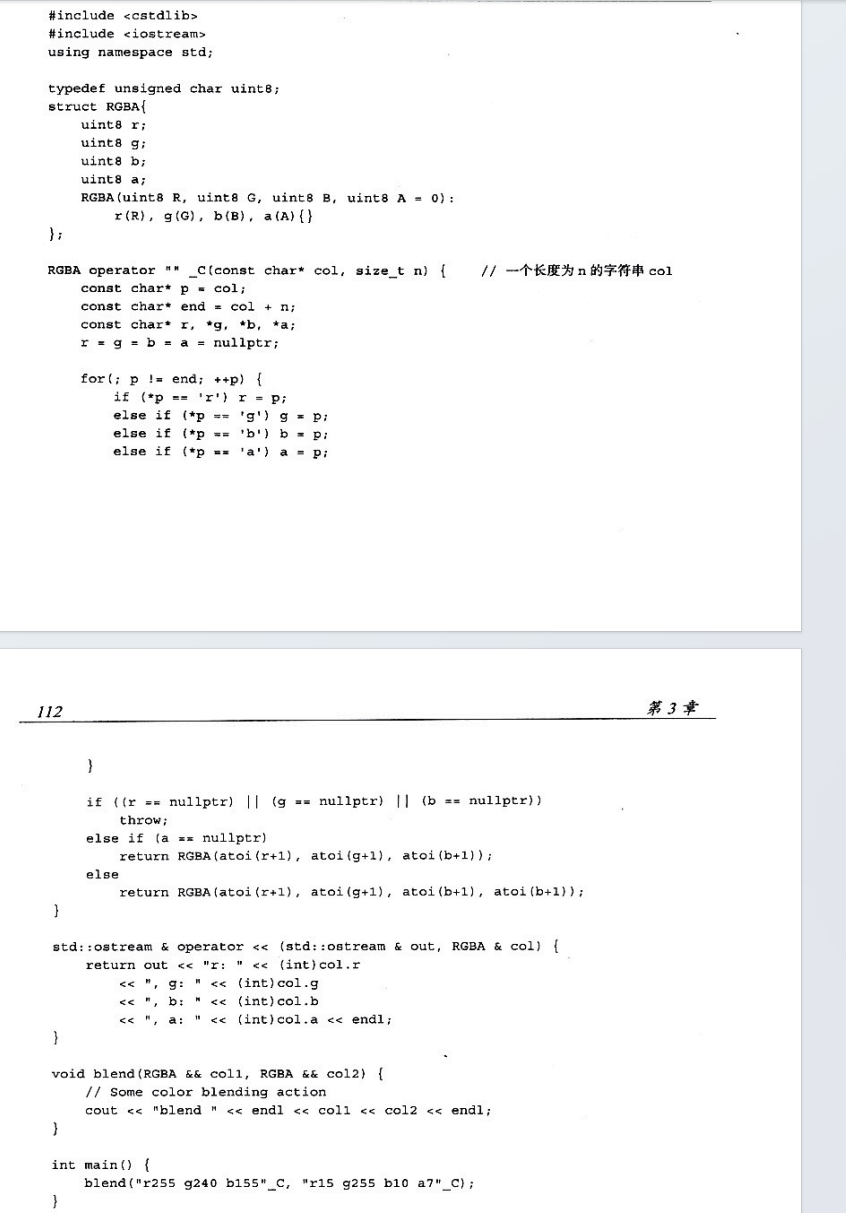 #include <cstdlib>
#include <iostream>
using namespace std;
typedef unsigned char uint8;
struct RGBA{
uint8 r;
uint8 g;
uint8 b;
uint8 a;
RGBA(uint8 R, uint8 G, uint8 B, uint8 A = 0):
r(R), g(G), b(B), a(A){}
};
RGBA operator "" _C(const char* col, size_t n) { // 一个长度为 n 的字符串 col
const char* p = col;
const char* end = col + n;
const char* r, *g, *b, *a;
r = g = b = a = nullptr;
for(; p != end; ++p) {
if (*p == 'r') r = p;
else if (*p == 'g') g = p;
else if (*p == 'b') b = p;
else if (*p == 'a') a = p;
112 第 3 章
}
if ((r == nullptr) || (g == nullptr) || (b == nullptr))
throw;
else if (a == nullptr)
return RGBA(atoi(r+1), atoi(g+1), atoi(b+1));
else
return RGBA(atoi(r+1), atoi(g+1), atoi(b+1), atoi(b+1));
}
std::ostream & operator << (std::ostream & out, RGBA & col) {
return out << "r: " << (int)col.r
<< ", g: " << (int)col.g
<< ", b: " << (int)col.b
<< ", a: " << (int)col.a << endl;
}
void blend(RGBA && col1, RGBA && col2) {
// Some color blending action
cout << "blend " << endl << col1 << col2 << endl;
}
int main() {
blend("r255 g240 b155"_C, "r15 g255 b10 a7"_C);
}